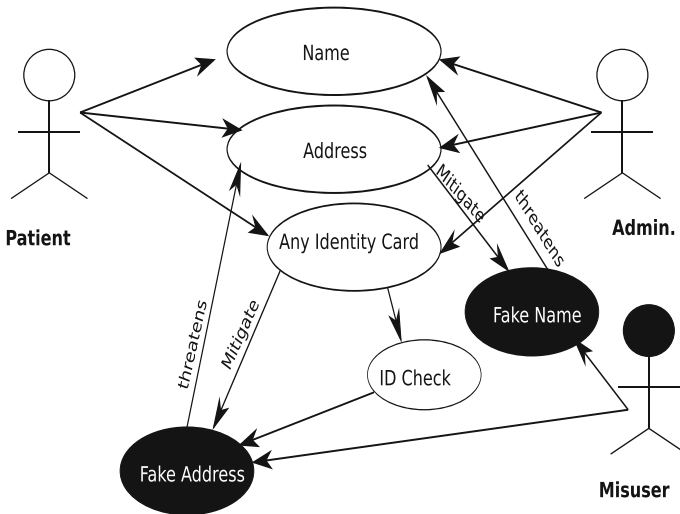 Name
Address
Mitigate
threatens
Patient
Admin.
Any Identity Card
threatens
Mitigate
Fake Name
ID Check
Fake Address
Misuser